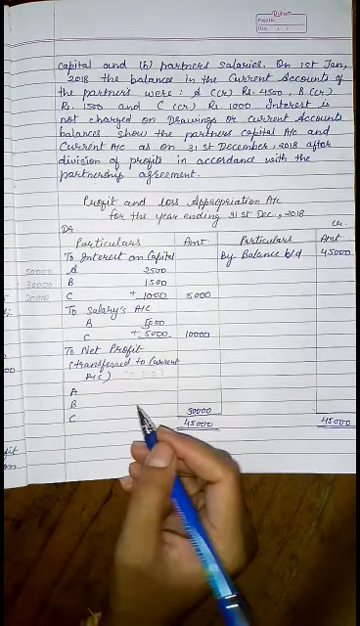 capital and (b) partners salaries. On 1st Jan,
2018 the balance in the Current Accounts of
the partners were : A (cr) Rs. 4500, B (cr)
Rs. 1500 and C (cr) Rs. 1000 Interest is
not charged on Drawings or Current Accounts
balances show the partners capital A/c and
Current A/c as on 31st December, 2018 after
division of profits in accordance with the
partnership agreement.
Profit and loss Appropriation A/c
for the year ending 31st Dec., 2018
Dr. Cr.
Particulars Amt Particulars Amt
To Interest on Capital By Balance b/d 45000
50000 A 2500
30000 B 1500
20000 C + 1000 5000
To Salary's A/c
B 5000
C + 5000 10000
To Net Profit
(transferred to Current
A/c)
A
B 30000
C 45000 45000